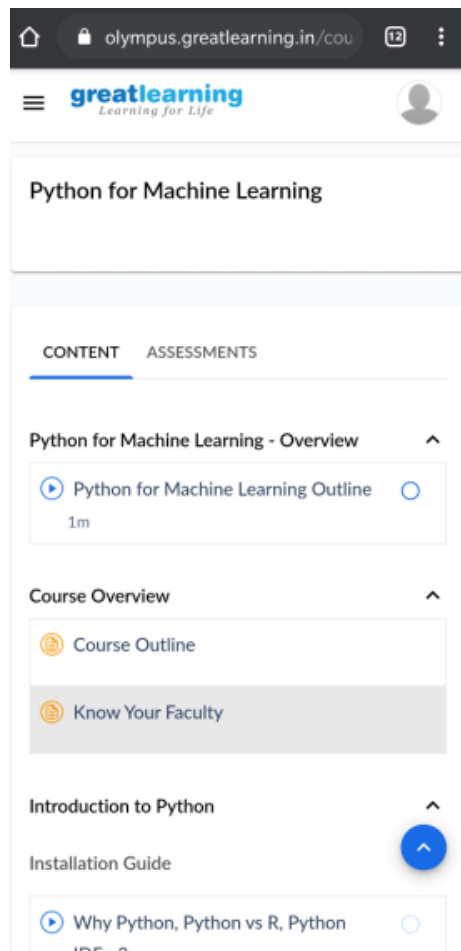 olympus.greatlearning.in/cou
12
greatlearning
Learning for Life
Python for Machine Learning
CONTENT ASSESSMENTS
Python for Machine Learning - Overview
Python for Machine Learning Outline
1m
Course Overview
Course Outline
Know Your Faculty
Introduction to Python
Installation Guide
Why Python, Python vs R, Python